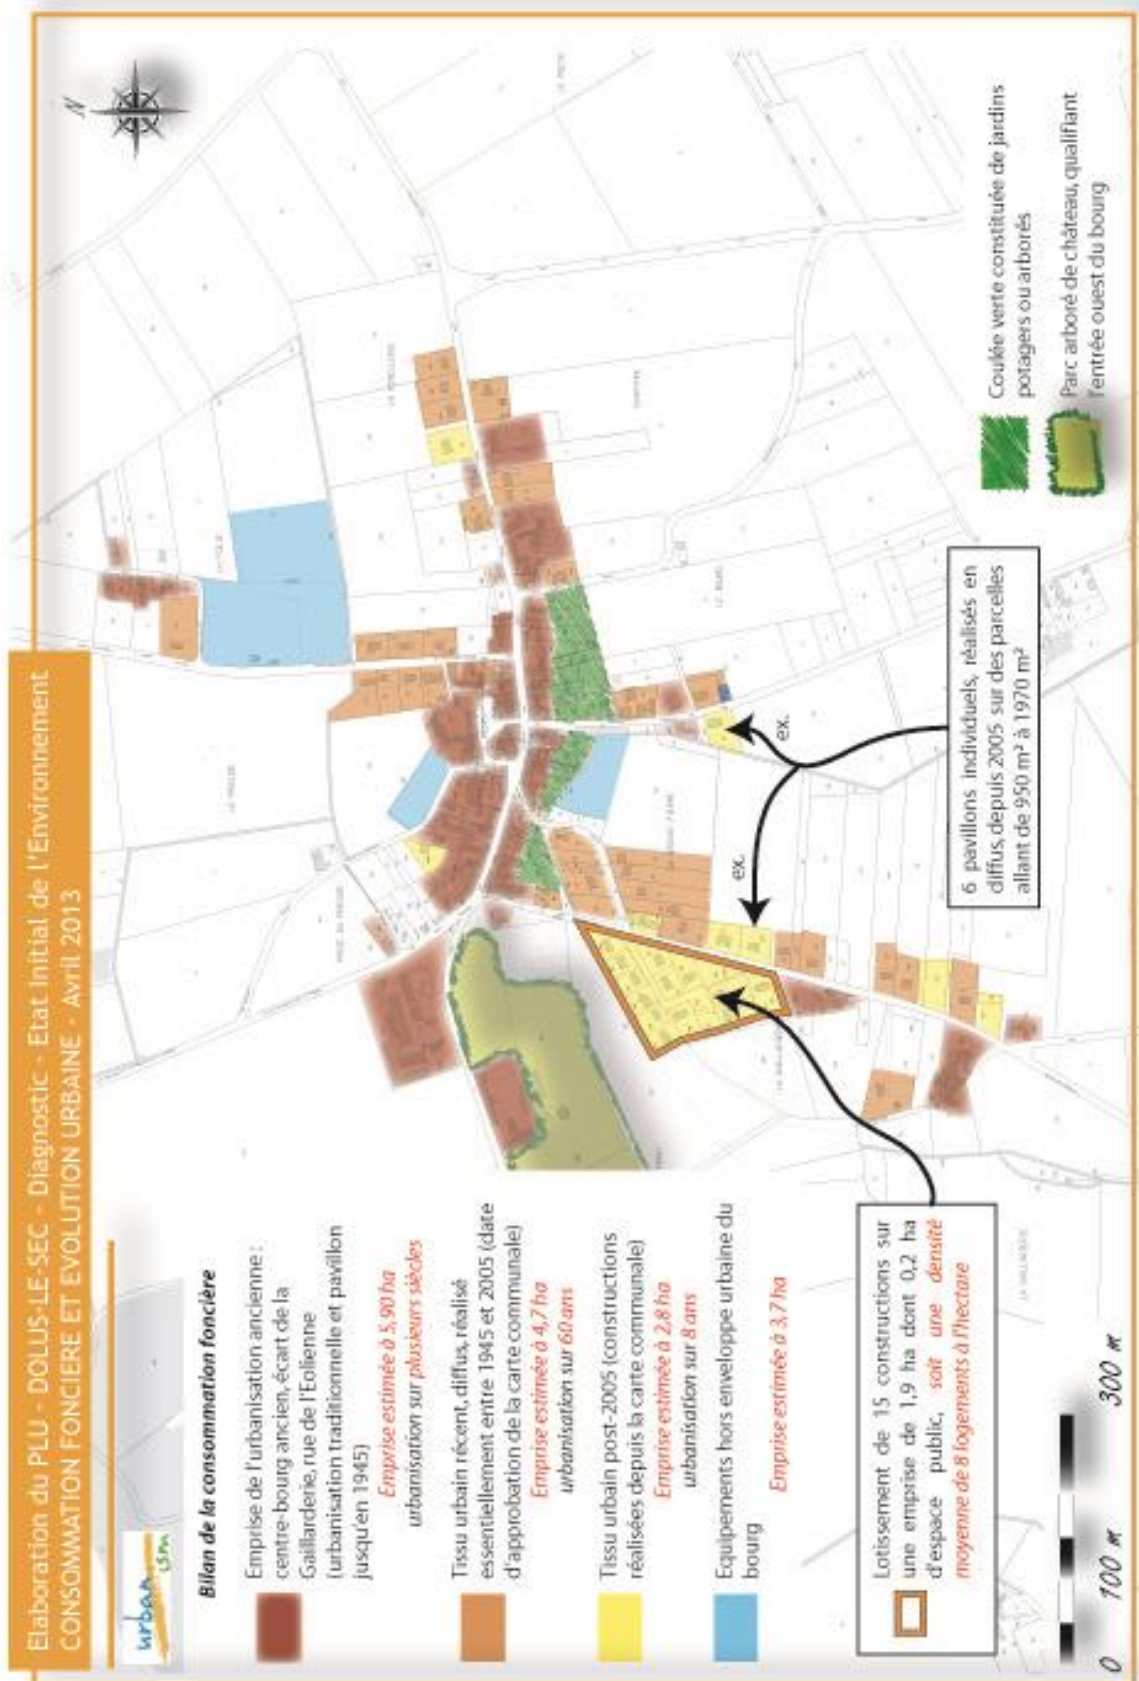 Elaboration du PLU - DOLUS-LE-SEC - Diagnostic - Etat Initial de l'Environnement
CONSOMMATION FONCIERE ET EVOLUTION URBAINE - Avril 2013
urban
ism
N
Bilan de la consommation foncière
Emprise de l'urbanisation ancienne :
centre-bourg ancien, écart de la
Gaillarderie, rue de l'Eolienne
(urbanisation traditionnelle et pavillon
jusqu'en 1945)
Emprise estimée à 5,90 ha
urbanisation sur plusieurs siècles
Tissu urbain récent, diffus, réalisé
essentiellement entre 1945 et 2005 (date
d'approbation de la carte communale)
Emprise estimée à 4,7 ha
urbanisation sur 60 ans
Tissu urbain post-2005 (constructions
réalisées depuis la carte communale)
Emprise estimée à 2,8 ha
urbanisation sur 8 ans
Equipements hors enveloppe urbaine du
bourg
Emprise estimée à 3,7 ha
Lotissement de 15 constructions sur
une emprise de 1,9 ha dont 0,2 ha
d'espace public, soit une densité
moyenne de 8 logements à l'hectare
0 100 m 300 m
ex.
ex.
6 pavillons individuels, réalisés en
diffus, depuis 2005 sur des parcelles
allant de 950 m² à 1970 m²
Coulée verte constituée de jardins
potagers ou arborés
Parc arboré de château, qualifiant
l'entrée ouest du bourg